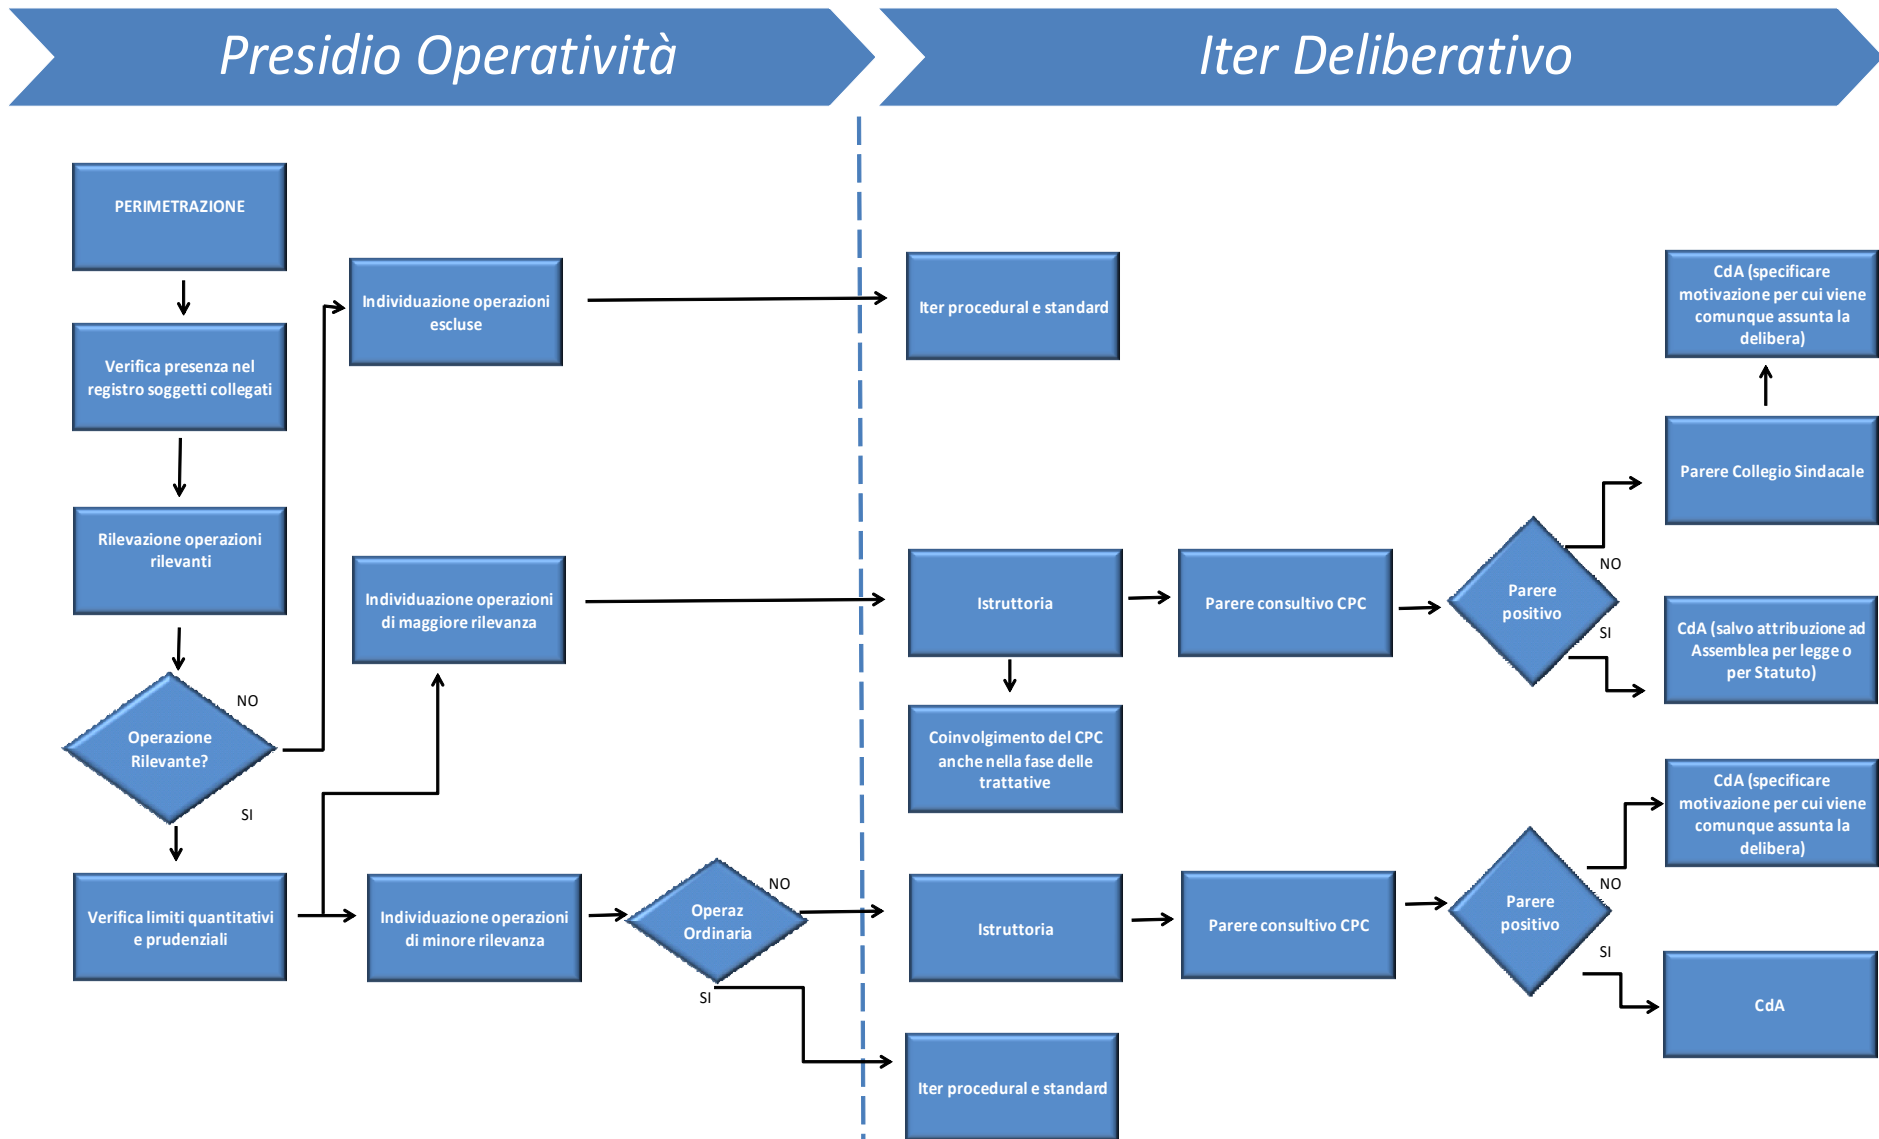 Presidio Operatività
Iter Deliberativo
PERIMETRAZIONE
Verifica presenza nel
registro soggetti collegati
Rilevazione operazioni
rilevanti
Operazione
Rilevante?
NO
SI
Verifica limiti quantitativi
e prudenziali
Individuazione operazioni
escluse
Individuazione operazioni
di maggiore rilevanza
Individuazione operazioni
di minore rilevanza
Operaz
Ordinaria
NO
SI
Iter procedural e standard
Istruttoria
Coinvolgimento del CPC
anche nella fase delle
trattative
Parere consultivo CPC
Parere
positivo
NO
SI
CdA (specificare
motivazione per cui viene
comunque assunta la
delibera)
Parere Collegio Sindacale
CdA (salvo attribuzione ad
Assemblea per legge o
per Statuto)
Istruttoria
Parere consultivo CPC
Parere
positivo
NO
SI
CdA (specificare
motivazione per cui viene
comunque assunta la
delibera)
CdA
Iter procedural e standard